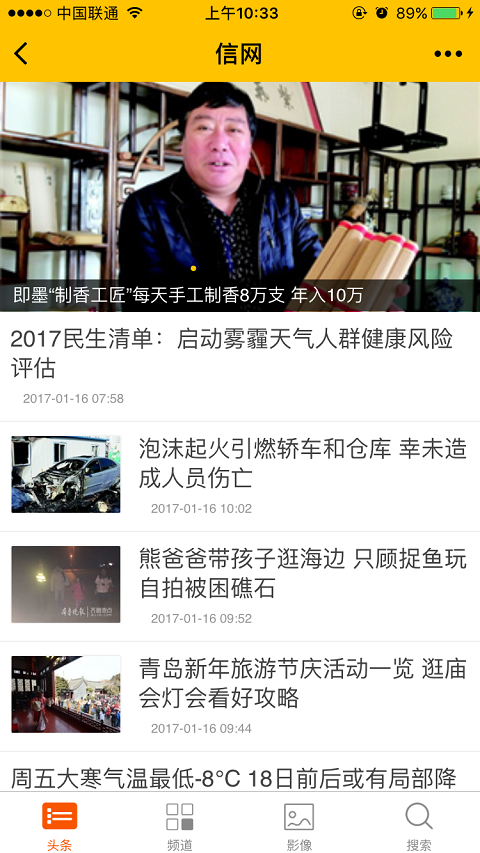 中国联通 上午10:33 89%
信网
即墨“制香工匠”每天手工制香8万支 年入10万
2017民生清单：启动雾霾天气人群健康风险
评估
2017-01-16 07:58
泡沫起火引燃轿车和仓库 幸未造
成人员伤亡
2017-01-16 10:02
熊爸爸带孩子逛海边 只顾捉鱼玩
自拍被困礁石
2017-01-16 09:52
青岛新年旅游节庆活动一览 逛庙
会灯会看好攻略
2017-01-16 09:44
周五大寒气温最低-8°C 18日前后或有局部降
头条 频道 影像 搜索